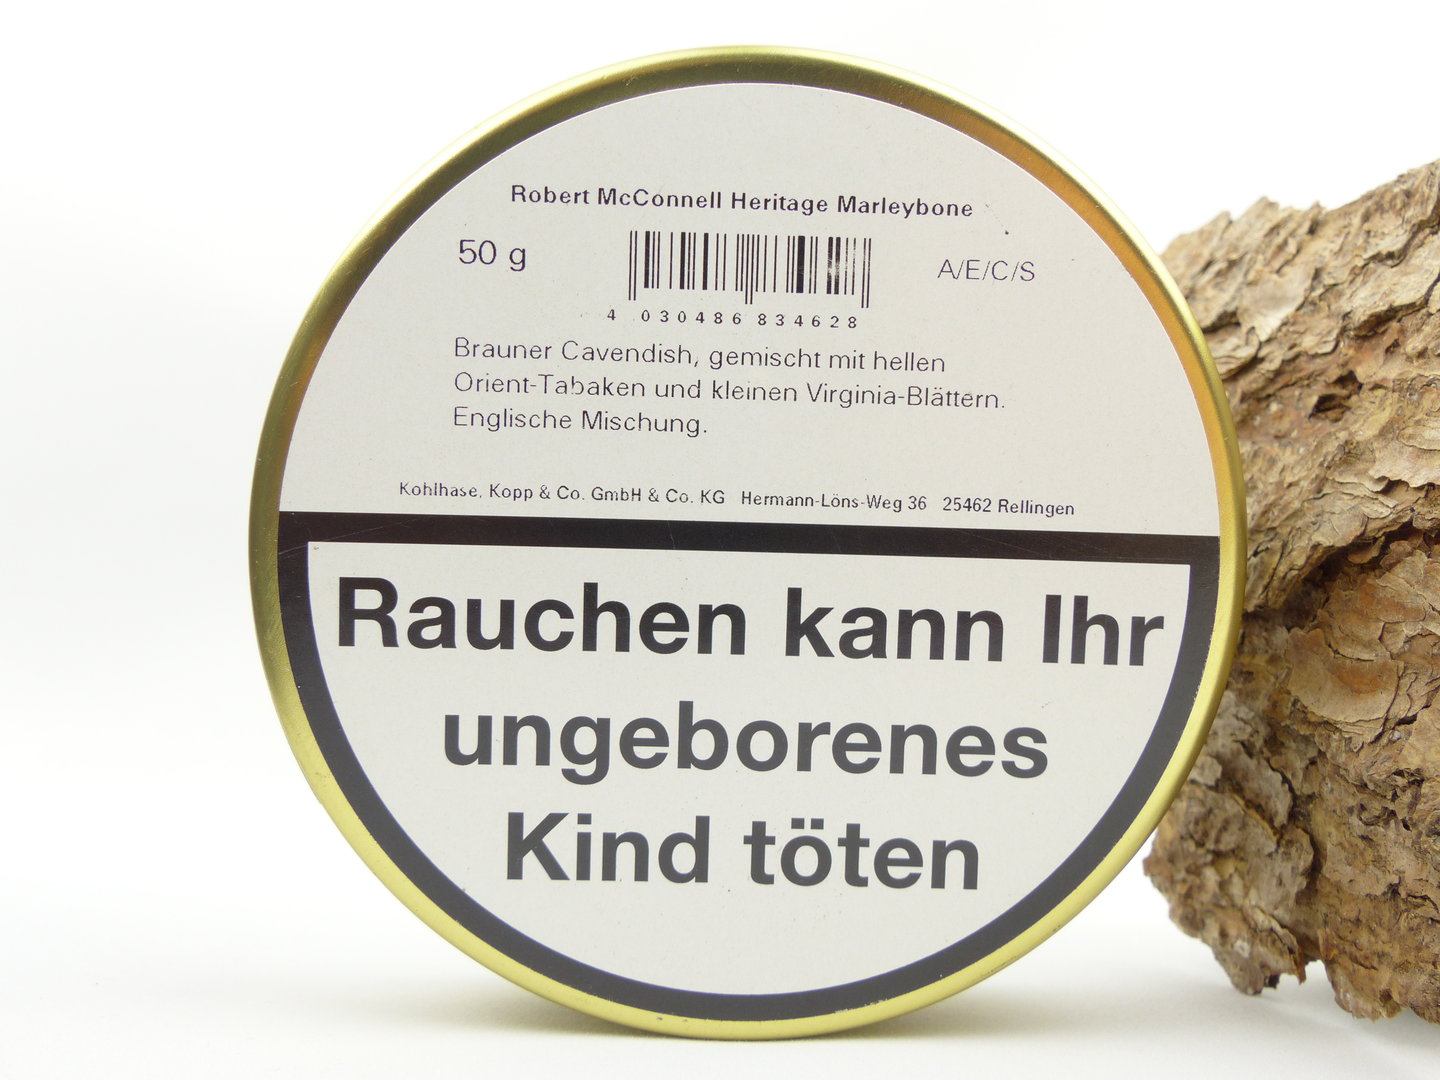 Robert McConnell Heritage Marleybone
50 g
A/E/C/S
4 030486 834628
Brauner Cavendish, gemischt mit hellen
Orient-Tabaken und kleinen Virginia-Blättern.
Englische Mischung.
Kohlhase, Kopp & Co. GmbH & Co. KG Hermann-Löns-Weg 36 25462 Rellingen
Rauchen kann Ihr
ungeborenes
Kind töten